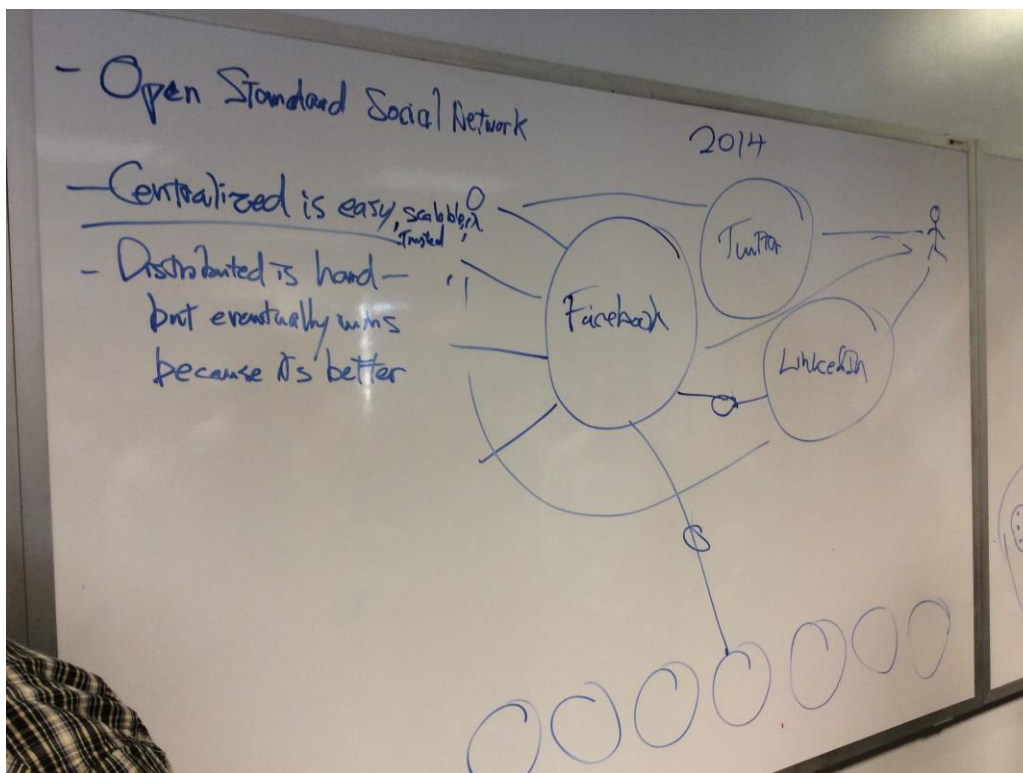 - Open Standard Social Network
2014
- Centralized is easy, scalable,
Trusted
- Distributed is hard -
but eventually wins
because its better
Facebook
Twitter
LinkedIn